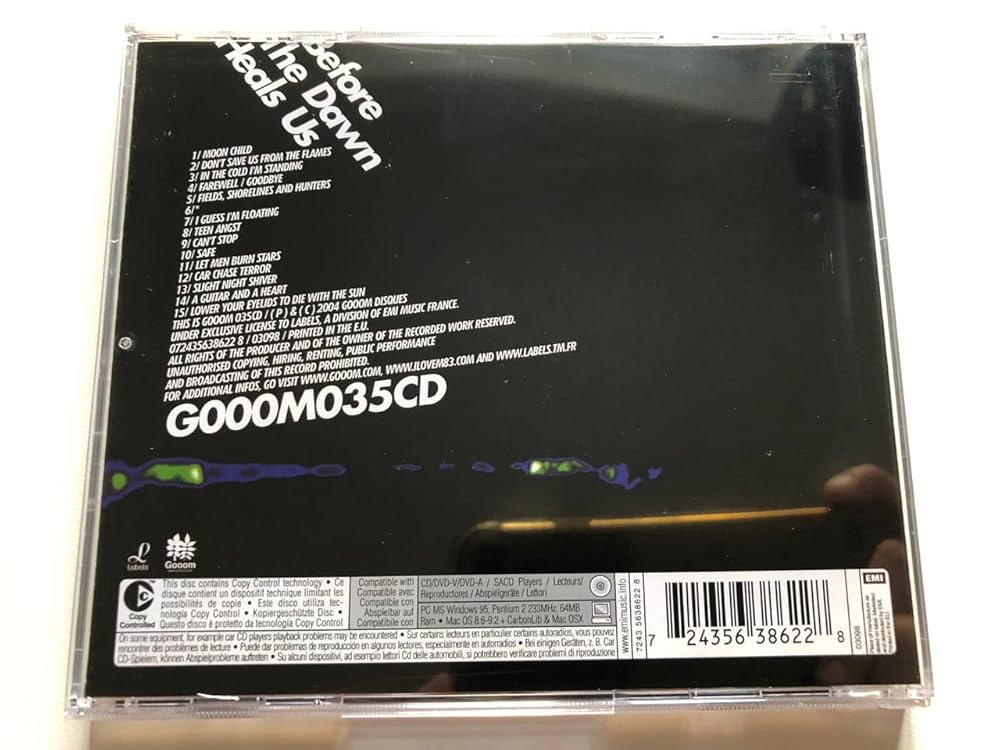 Before
The Dawn
Heals Us
1/ MOON CHILD
2/ DON'T SAVE US FROM THE FLAMES
3/ IN THE COLD I'M STANDING
4/ FAREWELL / GOODBYE
5/ FIELDS, SHORELINES AND HUNTERS
6/ *
7/ I GUESS I'M FLOATING
8/ TEEN ANGST
9/ CAN'T STOP
10/ SAFE
11/ LET MEN BURN STARS
12/ CAR CHASE TERROR
13/ SLIGHT NIGHT SHIVER
14/ A GUITAR AND A HEART
15/ LOWER YOUR EYELIDS TO DIE WITH THE SUN
THIS IS GOOOM 035CD / ( P ) & ( C ) 2004 GOOOM DISQUES
UNDER EXCLUSIVE LICENSE TO LABELS, A DIVISION OF EMI MUSIC FRANCE.
072435638622 8 / 03098 / PRINTED IN THE E.U.
ALL RIGHTS OF THE PRODUCER AND OF THE OWNER OF THE RECORDED WORK RESERVED.
UNAUTHORISED COPYING, HIRING, RENTING, PUBLIC PERFORMANCE
AND BROADCASTING OF THIS RECORD PROHIBITED.
FOR ADDITIONAL INFOS, GO VISIT WWW.GOOOM.COM, WWW.ILOVEM83.COM AND WWW.LABELS.TM.FR
GOOOM035CD
L
Labels
Gooom
Copy
Controlled
This disc contains Copy Control technology • Ce
disque contient un dispositif technique limitant les
possibilités de copie • Este disco utiliza tec-
nología Copy Control • Kopiergeschützte Disc •
Questo disco è protetto da tecnologia Copy Control
Compatible with
Compatible avec
Compatible con
Abspielbar auf
Compatibile con
CD/DVD-V/DVD-A / SACD Players / Lecteurs/
Reproductores / Abspielgeräte / Lettori
PC MS Windows 95, Pentium 2 233MHz, 64MB
Ram • Mac OS 8.6-9.2 + CarbonLib & Mac OSX
On some equipment, for example car CD players playback problems may be encountered • Sur certains lecteurs en particulier certains autoradios, vous pouvez
rencontrer des problèmes de lecture • Puede dar problemas de reproducción en algunos lectores, especialmente en autorradios • Bei einigen Geräten, z. B. Car
CD-Spielern, können Abspielprobleme auftreten • Su alcuni dispositivi, ad esempio lettori Cd delle automobili, si potrebbero verificare problemi di riproduzione
www.emimusic.info
7243 5638622 8
7 24356 38622 8
03098
EMI